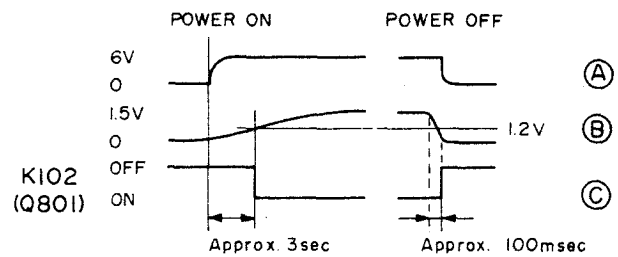 POWER ON POWER OFF
6V
0
A
1.5V
1.2V
B
0
OFF
K102
(Q801)
ON
C
Approx. 3sec Approx. 100msec